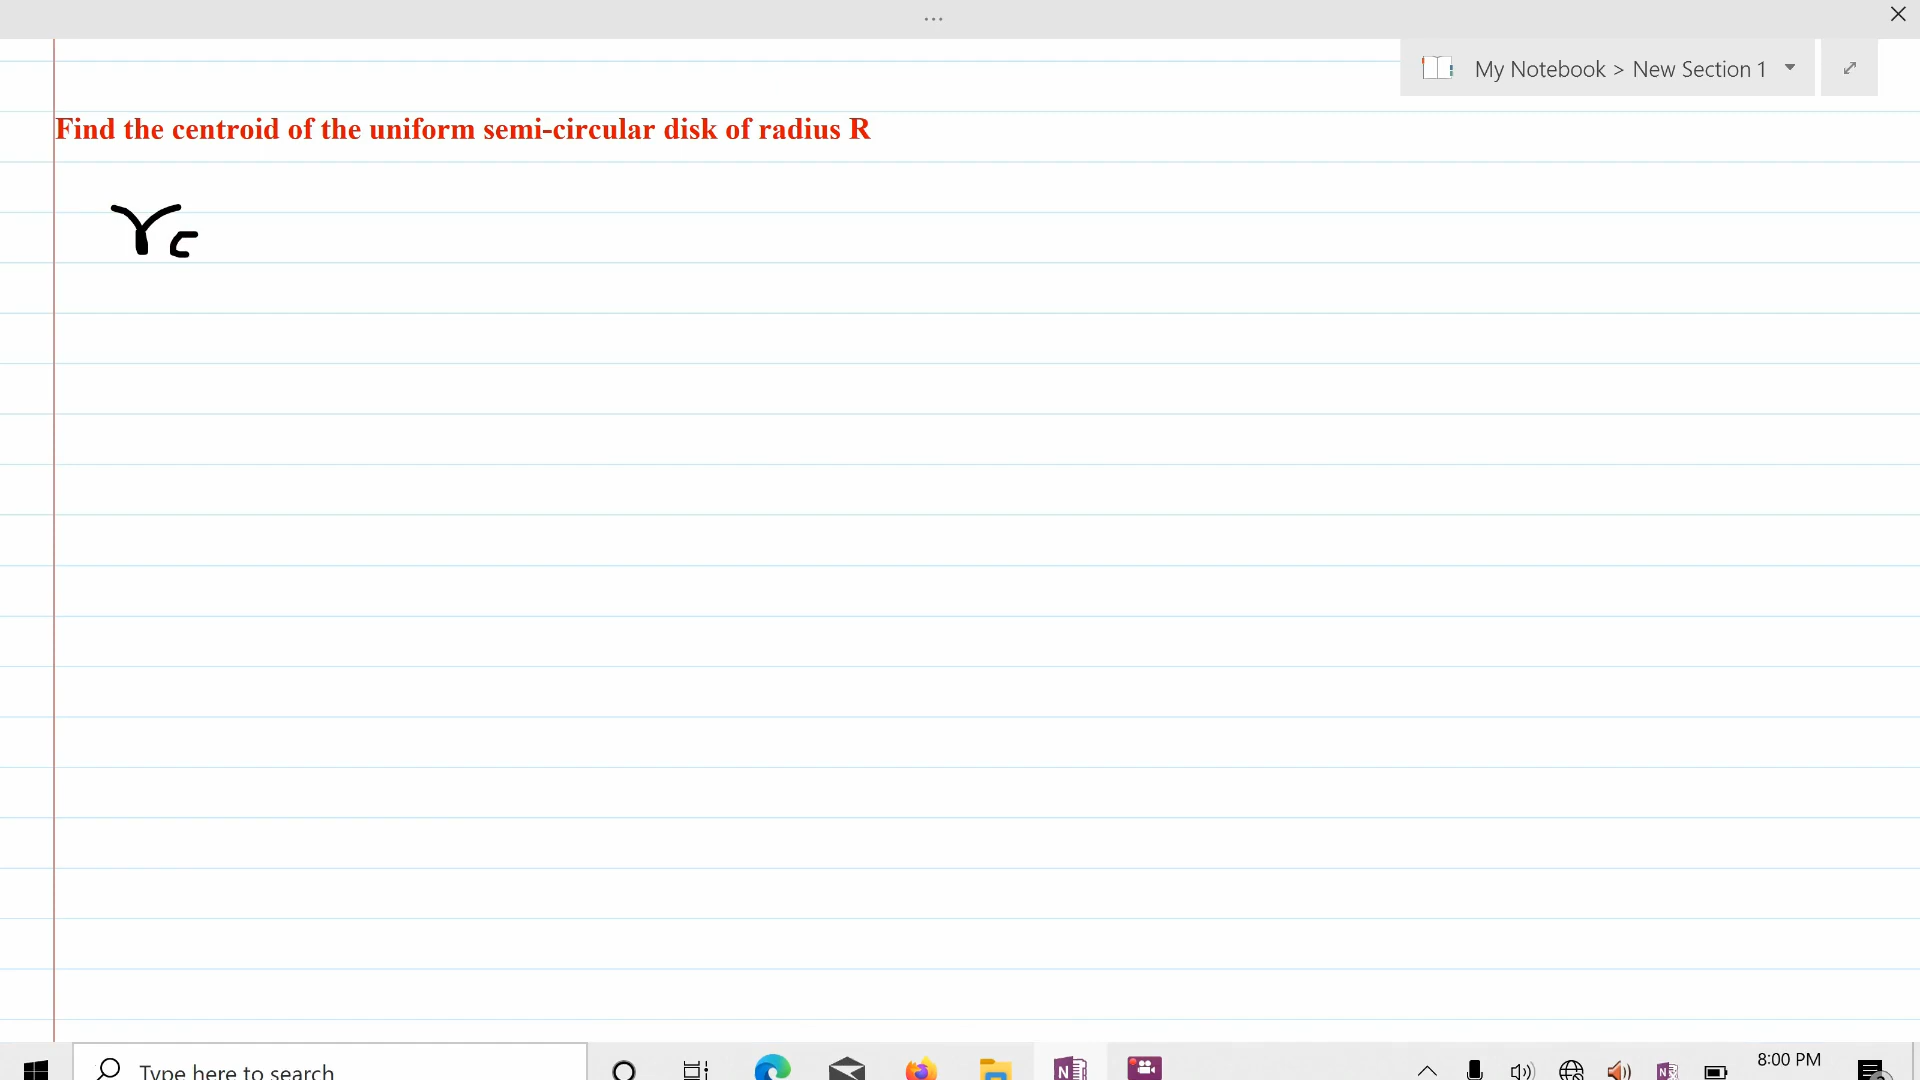 My Notebook > New Section 1
Find the centroid of the uniform semi-circular disk of radius R
Yc
Type here to search
8:00 PM